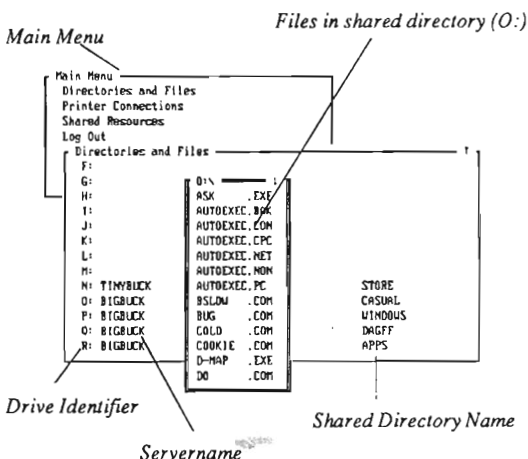 Files in shared directory (O:)
Main Menu
Main Menu
Directories and Files
Printer Connections
Shared Resources
Log Out
Directories and Files
F:
G: O:\
H: ASK .EXE
I: AUTOEXEC.BAK
J: AUTOEXEC.CON
K: AUTOEXEC.CPC
L: AUTOEXEC.NET
M: AUTOEXEC.NON
N: TINYBUCK AUTOEXEC.PC STORE
O: BIGBUCK BSLOW .COM CASUAL
P: BIGBUCK BUG .COM WINDOWS
Q: BIGBUCK COLD .COM DAGFF
R: BIGBUCK COOKIE .COM APPS
D-MAP .EXE
DO .COM
Drive Identifier
Shared Directory Name
Servername